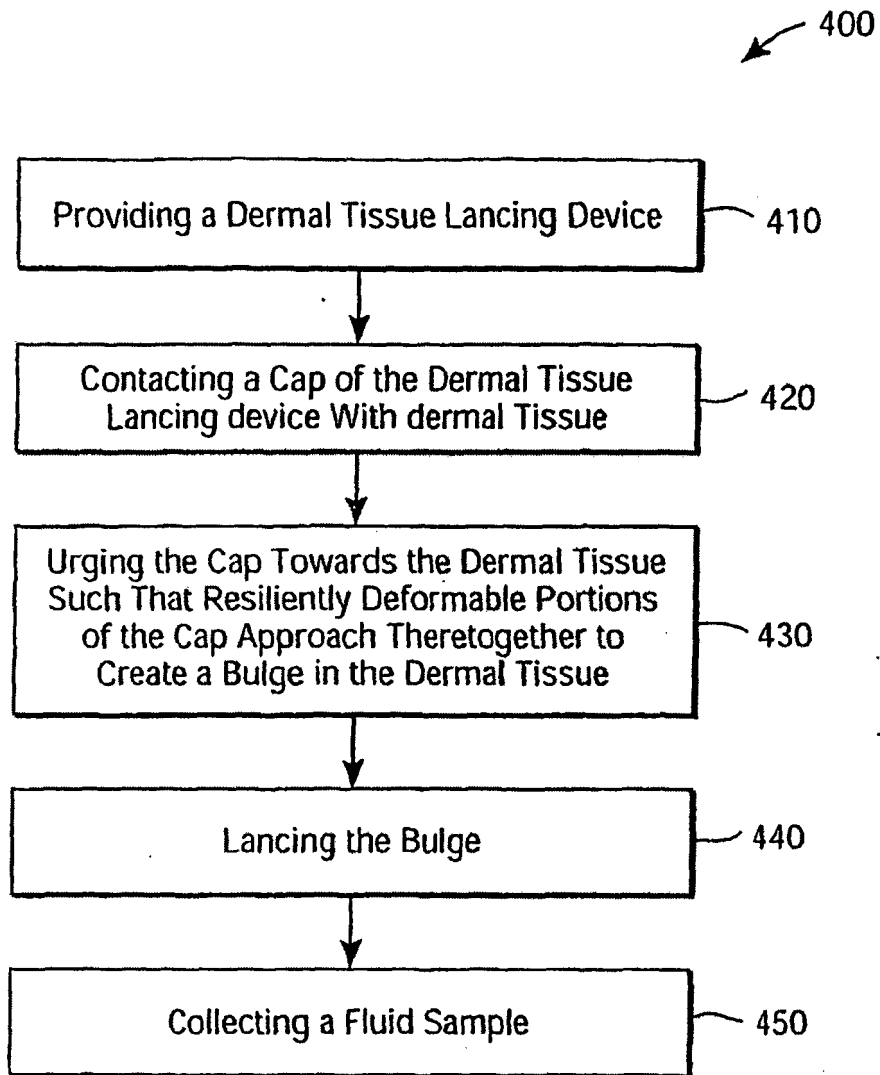 400
Providing a Dermal Tissue Lancing Device
410
Contacting a Cap of the Dermal Tissue
Lancing device With dermal Tissue
420
Urging the Cap Towards the Dermal Tissue
Such That Resiliently Deformable Portions
of the Cap Approach Theretogether to
Create a Bulge in the Dermal Tissue
430
Lancing the Bulge
440
Collecting a Fluid Sample
450